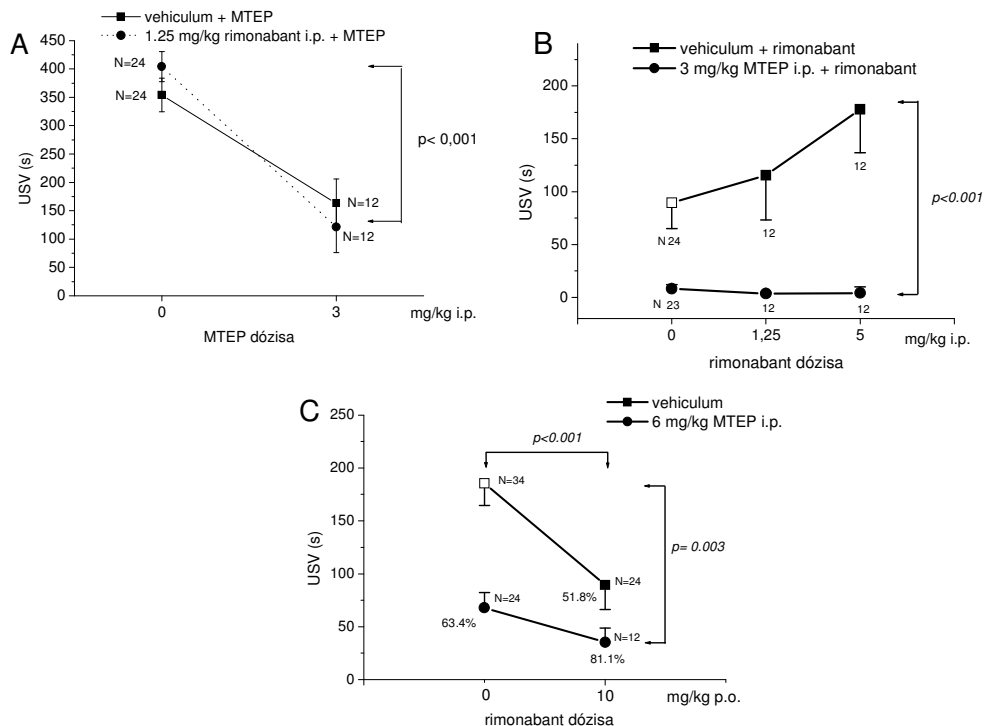 A
vehiculum + MTEP
1.25 mg/kg rimonabant i.p. + MTEP
450
400
350
300
250
200
150
100
50
0
USV (s)
N=24
N=24
N=12
N=12
p< 0,001
0
3
mg/kg i.p.
MTEP dózisa
B
vehiculum + rimonabant
3 mg/kg MTEP i.p. + rimonabant
200
150
100
50
0
USV (s)
N 24
12
12
N 23
12
12
p<0.001
0
1,25
5
mg/kg i.p.
rimonabant dózisa
C
vehiculum
6 mg/kg MTEP i.p.
250
200
150
100
50
0
USV (s)
p<0.001
N=34
N=24
51.8%
N=24
63.4%
N=12
81.1%
p= 0.003
0
10
mg/kg p.o.
rimonabant dózisa